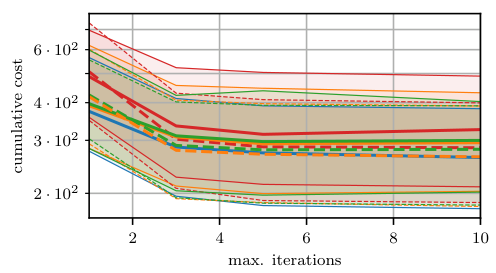 6 · 10²
4 · 10²
3 · 10²
2 · 10²
cumulative cost
2 4 6 8 10
max. iterations